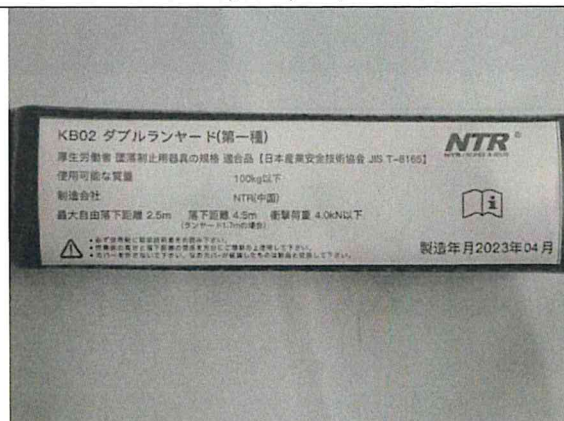 KB02 ダブルランヤード(第一種)
NTR®
厚生労働省 墜落制止用器具の規格 適合品【日本産業安全技術協会 JIS T-8165】
使用可能な質量 100kg以下
制造会社 NTR(中国)
最大自由落下距離 2.5m 落下距離 4.5m 衝撃荷重 4.0kN以下
(ランヤード1.7mの場合)
製造年月2023年04月